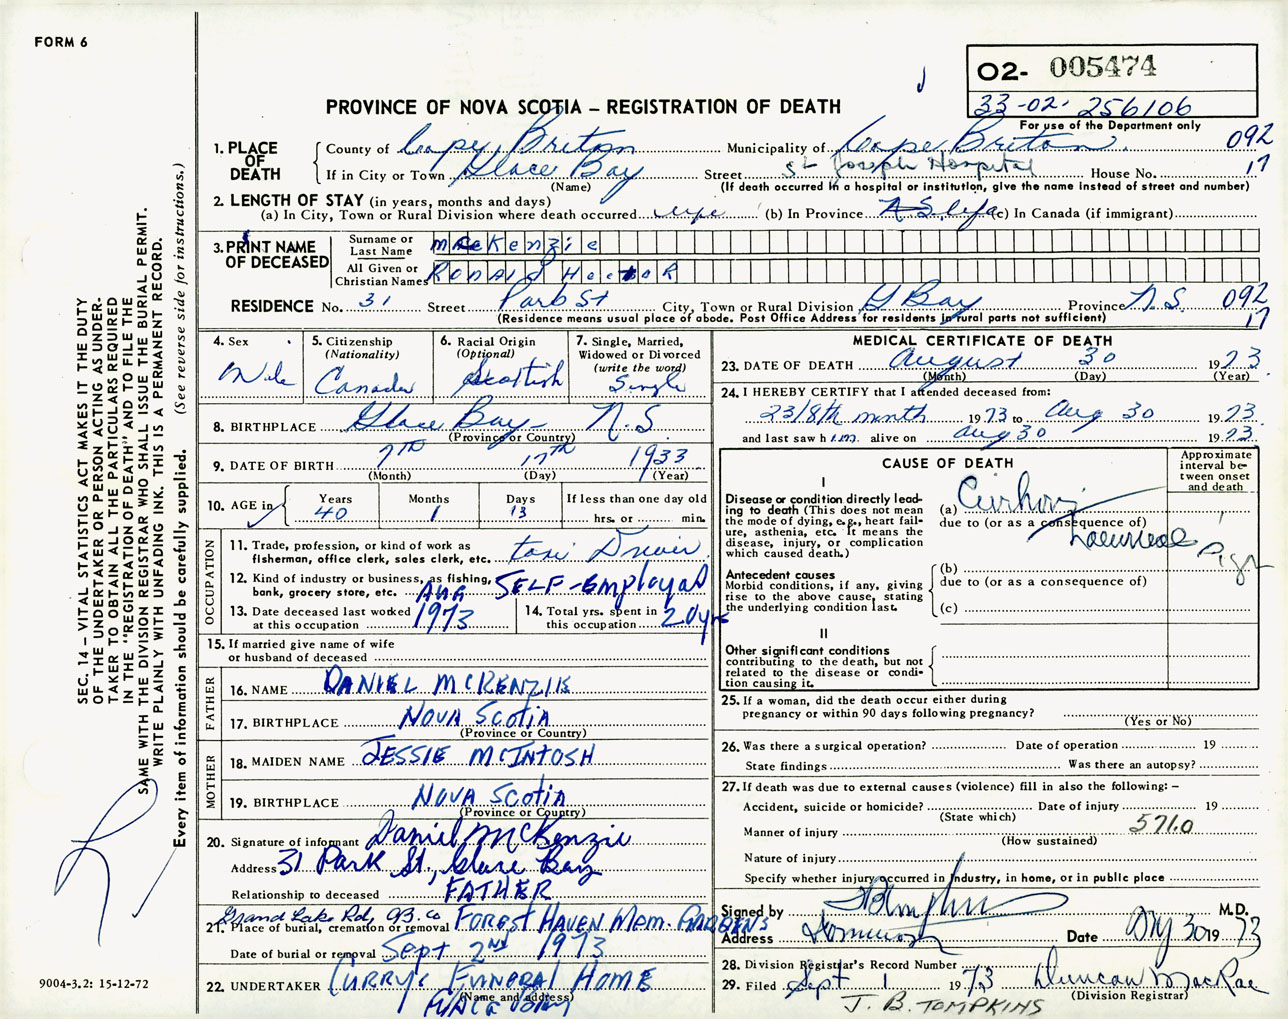 FORM 6
O2- 005474
33-02. 256106
For use of the Department only
PROVINCE OF NOVA SCOTIA – REGISTRATION OF DEATH
1. PLACE OF DEATH
County of Cape Breton Municipality of Cape Breton. 092
If in City or Town Glace Bay Street St Joseph Hospital House No. 17
(Name) (If death occurred in a hospital or institution, give the name instead of street and number)
2. LENGTH OF STAY (in years, months and days)
(a) In City, Town or Rural Division where death occurred life (b) In Province N.S. life (c) In Canada (if immigrant)
3. PRINT NAME OF DECEASED
Surname or Last Name MacKenzie
All Given or Christian Names Ronald Hector
RESIDENCE No. 31 Street Park St City, Town or Rural Division G Bay Province N.S. 092
(Residence means usual place of abode. Post Office Address for residents in rural parts not sufficient) 17
4. Sex Male
5. Citizenship (Nationality) Canada
6. Racial Origin (Optional) Scottish
7. Single, Married, Widowed or Divorced (write the word) Single
8. BIRTHPLACE Glace Bay - N.S.
(Province or Country)
9. DATE OF BIRTH 7TH 17th 1933
(Month) (Day) (Year)
10. AGE in Years 40 Months 1 Days 13 If less than one day old hrs. or min.
OCCUPATION
11. Trade, profession, or kind of work as fisherman, office clerk, sales clerk, etc. taxi Driver
12. Kind of industry or business, as fishing, bank, grocery store, etc. SELF-Employed
13. Date deceased last worked at this occupation AUG 1973
14. Total yrs. spent in this occupation 20 yrs
15. If married give name of wife or husband of deceased
FATHER
16. NAME DANIEL McKENZIE
17. BIRTHPLACE NOVA SCOTIA
(Province or Country)
MOTHER
18. MAIDEN NAME JESSIE McINTOSH
19. BIRTHPLACE NOVA SCOTIA
(Province or Country)
20. Signature of informant Daniel McKenzie
Address 31 Park St., Glace Bay
Relationship to deceased FATHER
Grand Lake Rd, C.B. Co
21. Place of burial, cremation or removal FOREST HAVEN MEM. GARDENS
Date of burial or removal Sept 2nd 1973
22. UNDERTAKER Curry's FUNERAL HOME
(Name and address) Glace Bay
MEDICAL CERTIFICATE OF DEATH
23. DATE OF DEATH August 30 1973
(Month) (Day) (Year)
24. I HEREBY CERTIFY that I attended deceased from:
23/8th month 1973 to Aug 30 1973
and last saw him alive on Aug 30 1973.
CAUSE OF DEATH
Approximate interval between onset and death
I
Disease or condition directly leading to death (This does not mean the mode of dying, e.g., heart failure, asthenia, etc. It means the disease, injury, or complication which caused death.)
(a) Cirrhosis
due to (or as a consequence of)
Laennec
Antecedent causes
Morbid conditions, if any, giving rise to the above cause, stating the underlying condition last.
(b)
due to (or as a consequence of)
(c)
II
Other significant conditions contributing to the death, but not related to the disease or condition causing it.
25. If a woman, did the death occur either during pregnancy or within 90 days following pregnancy?
(Yes or No)
26. Was there a surgical operation? Date of operation 19
State findings Was there an autopsy?
27. If death was due to external causes (violence) fill in also the following: –
Accident, suicide or homicide? Date of injury 19
(State which) 571.0
Manner of injury
(How sustained)
Nature of injury
Specify whether injury occurred in industry, in home, or in public place
Signed by M.D.
Address Dominion Date Aug 30 1973
28. Division Registrar's Record Number
29. Filed Sept 1 1973 Duncan MacRae
(Division Registrar)
J. B. TOMPKINS
SEC. 14 – VITAL STATISTICS ACT MAKES IT THE DUTY
OF THE UNDERTAKER OR PERSON ACTING AS UNDER-
TAKER TO OBTAIN ALL THE PARTICULARS REQUIRED
IN THE "REGISTRATION OF DEATH" AND TO FILE THE
SAME WITH THE DIVISION REGISTRAR WHO SHALL ISSUE THE BURIAL PERMIT.
WRITE PLAINLY WITH UNFADING INK. THIS IS A PERMANENT RECORD.
Every item of information should be carefully supplied. (See reverse side for instructions.)
9004-3.2: 15-12-72